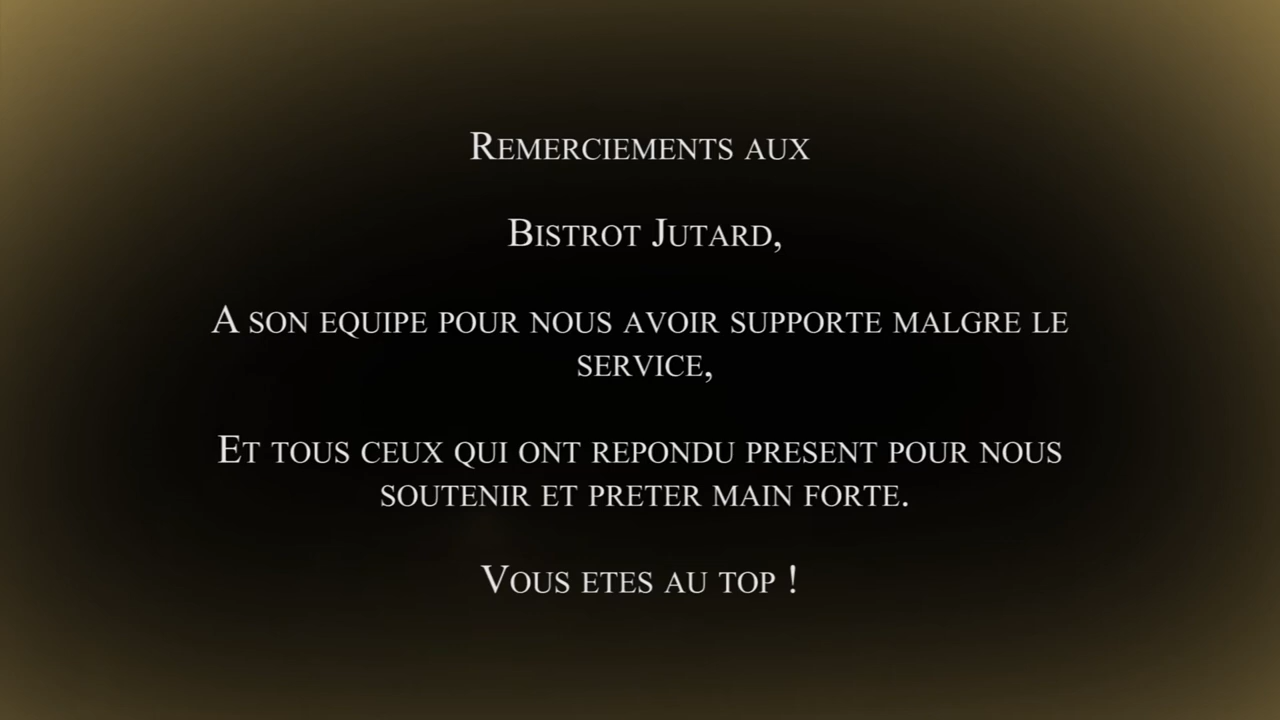 Remerciements aux
Bistrot Jutard,
A son equipe pour nous avoir supporte malgre le
service,
Et tous ceux qui ont repondu present pour nous
soutenir et preter main forte.
Vous etes au top !